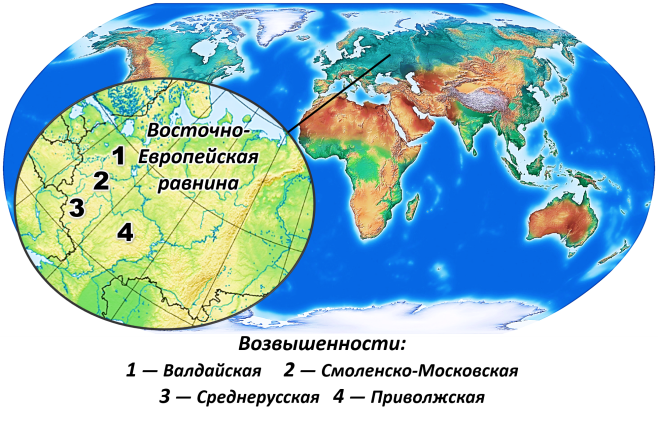 Восточно-
Европейская
равнина
1
2
3
4
Возвышенности:
1 — Валдайская 2 — Смоленско-Московская
3 — Среднерусская 4 — Приволжская